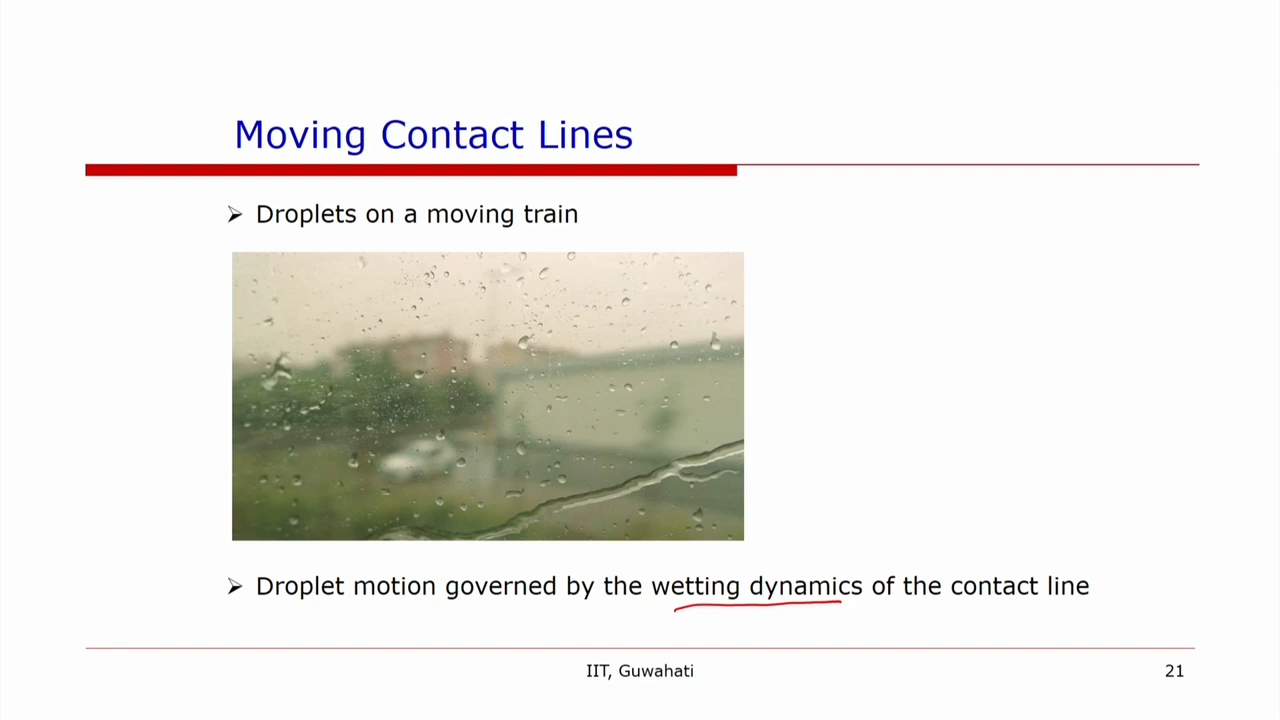 Moving Contact Lines
Droplets on a moving train
Droplet motion governed by the wetting dynamics of the contact line
IIT, Guwahati
21